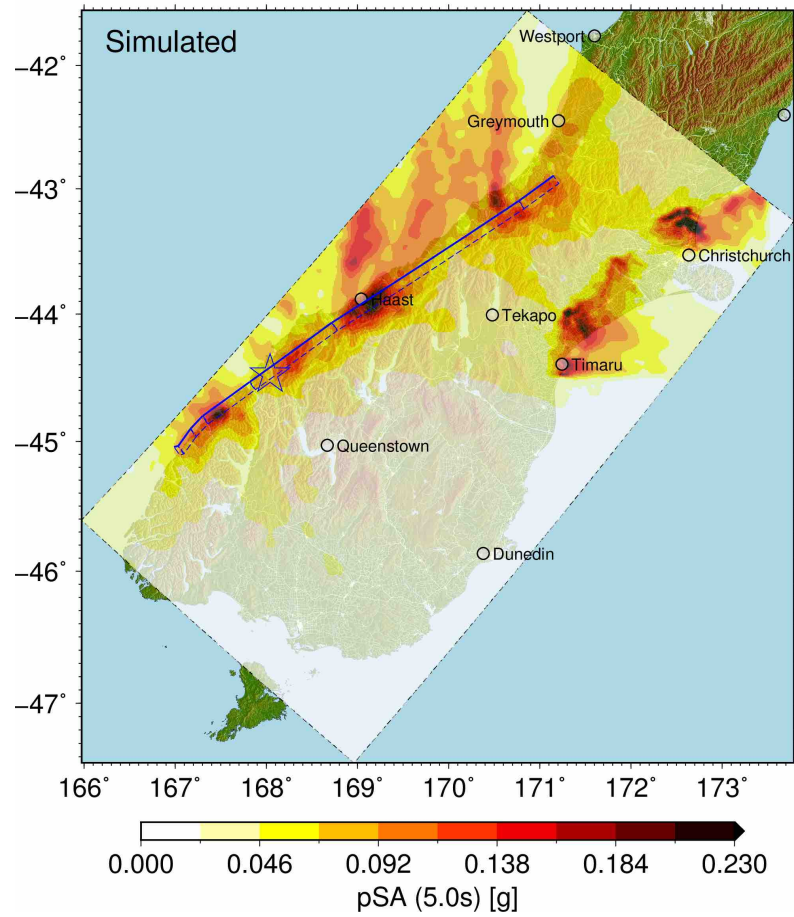 Simulated
Westport
−42°
Greymouth
−43°
Christchurch
Haast
−44°
Tekapo
Timaru
−45°
Queenstown
Dunedin
−46°
−47°
166° 167° 168° 169° 170° 171° 172° 173°
0.000 0.046 0.092 0.138 0.184 0.230
pSA (5.0s) [g]